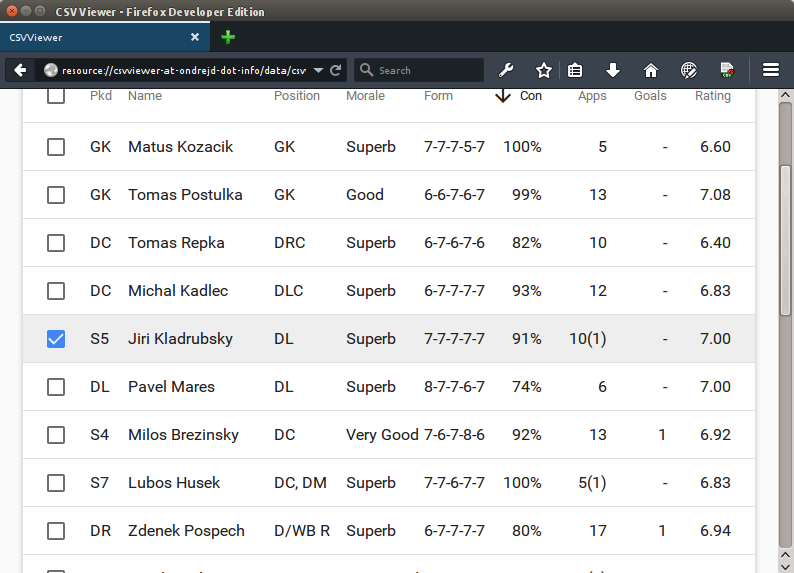 CSVViewer - Firefox Developer Edition
CSVViewer
resource://csvviewer-at-ondrejd-dot-info/data/csv Search
Pkd Name Position Morale Form Con Apps Goals Rating
GK Matus Kozacik GK Superb 7-7-7-5-7 100% 5 - 6.60
GK Tomas Postulka GK Good 6-6-7-6-7 99% 13 - 7.08
DC Tomas Repka DRC Superb 6-7-6-7-6 82% 10 - 6.40
DC Michal Kadlec DLC Superb 6-7-7-7-7 93% 12 - 6.83
S5 Jiri Kladrubsky DL Superb 7-7-7-7-7 91% 10(1) - 7.00
DL Pavel Mares DL Superb 8-7-7-6-7 74% 6 - 7.00
S4 Milos Brezinsky DC Very Good 7-6-7-8-6 92% 13 1 6.92
S7 Lubos Husek DC, DM Superb 7-7-6-7-7 100% 5(1) - 6.83
DR Zdenek Pospech D/WB R Superb 6-7-7-7-7 80% 17 1 6.94